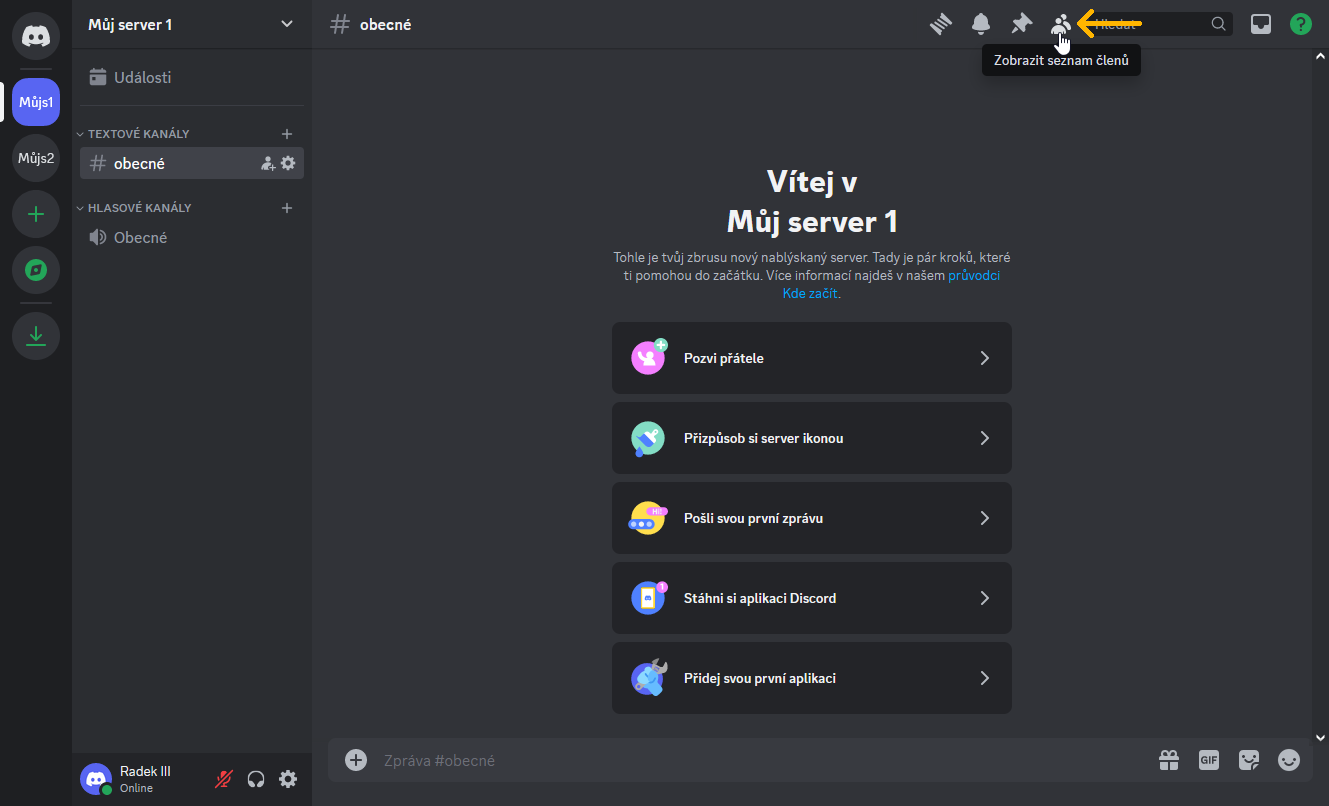 Můj server 1
obecné
Hledat
?
Zobrazit seznam členů
Můjs1
Můjs2
Události
TEXTOVÉ KANÁLY
obecné
HLASOVÉ KANÁLY
Obecné
Vítej v
Můj server 1
Tohle je tvůj zbrusu nový nablýskaný server. Tady je pár kroků, které
ti pomohou do začátku. Více informací najdeš v našem průvodci
Kde začít.
Pozvi přátele
Přizpůsob si server ikonou
HI!
Pošli svou první zprávu
1
Stáhni si aplikaci Discord
Přidej svou první aplikaci
Radek III
Online
Zpráva #obecné
GIF